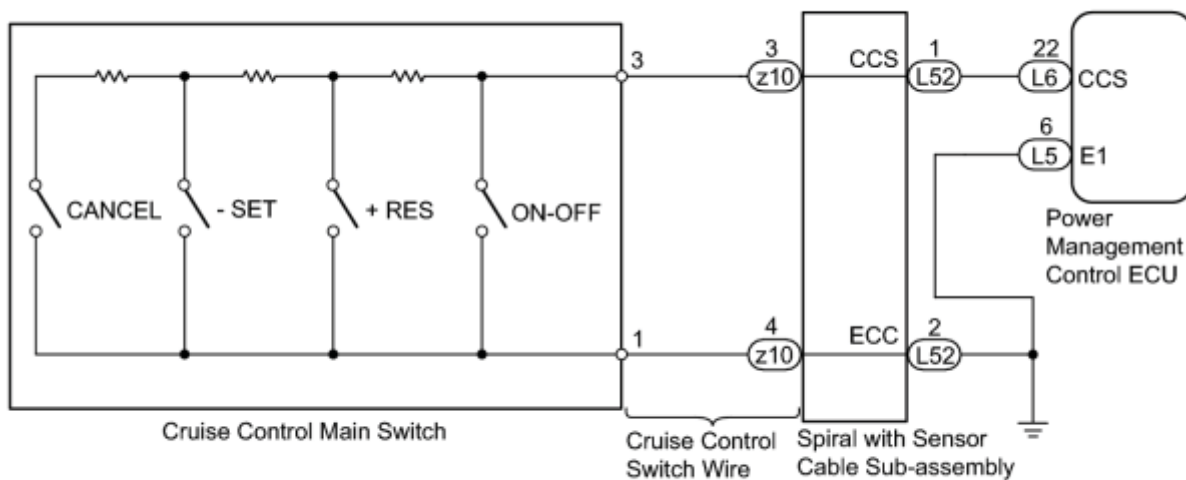 3
3
z10
CCS
1
L52
22
L6
CCS
6
L5
E1
CANCEL
- SET
+ RES
ON-OFF
Power
Management
Control ECU
1
4
z10
ECC
2
L52
Cruise Control Main Switch
Cruise Control
Switch Wire
Spiral with Sensor
Cable Sub-assembly